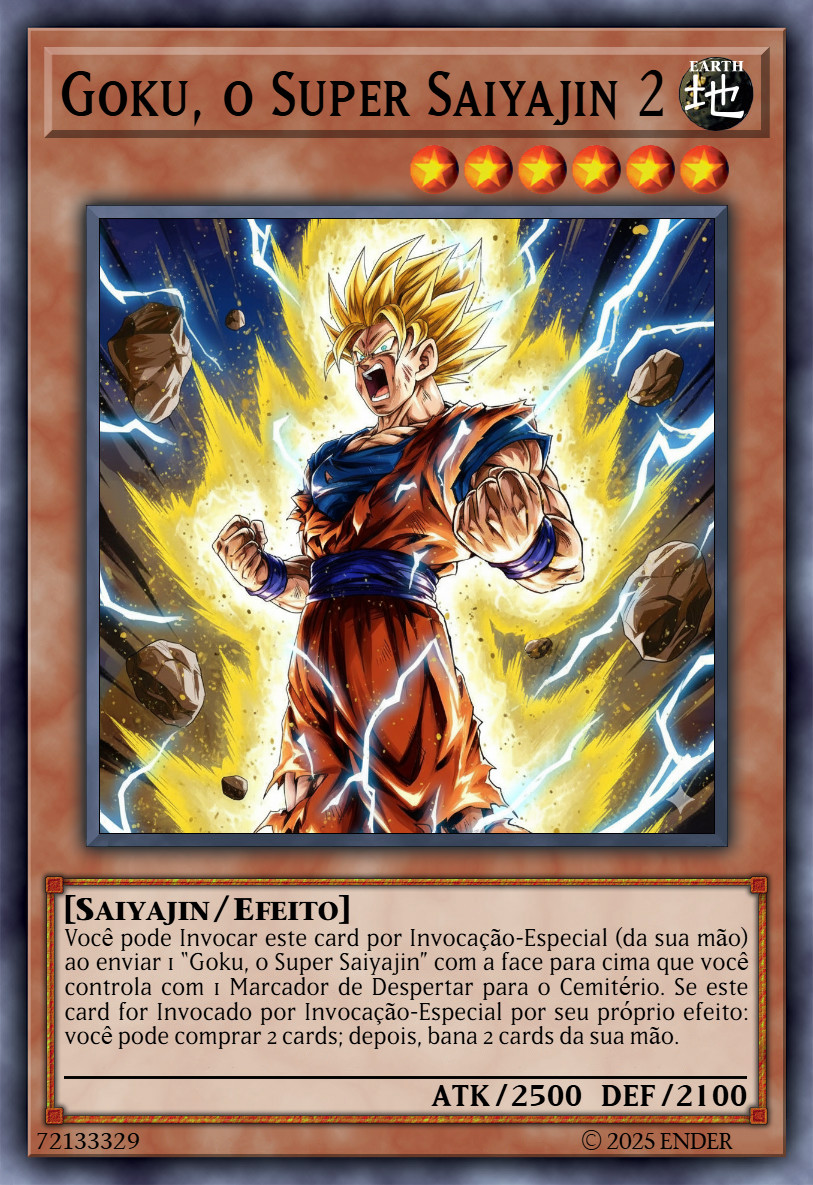 Goku, o Super Saiyajin 2
EARTH
地
[Saiyajin/Efeito]
Você pode Invocar este card por Invocação-Especial (da sua mão)
ao enviar 1 "Goku, o Super Saiyajin" com a face para cima que você
controla com 1 Marcador de Despertar para o Cemitério. Se este
card for Invocado por Invocação-Especial por seu próprio efeito:
você pode comprar 2 cards; depois, bana 2 cards da sua mão.
ATK/2500 DEF/2100
72133329
© 2025 ENDER